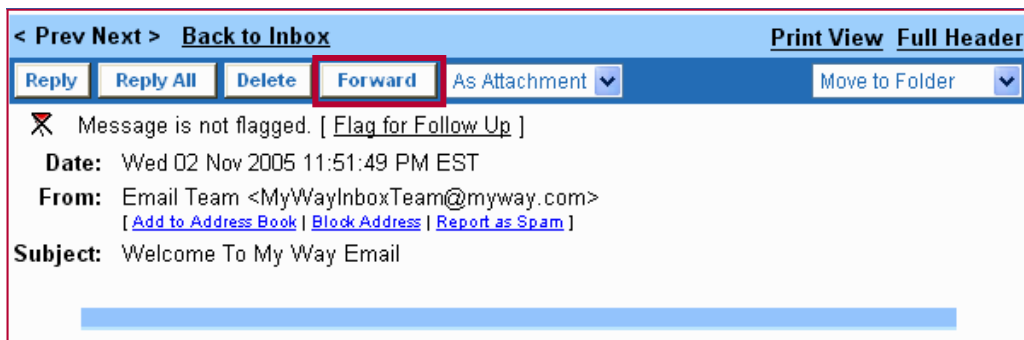 < Prev Next > Back to Inbox Print View Full Header
Reply Reply All Delete Forward As Attachment Move to Folder
Message is not flagged. [ Flag for Follow Up ]
Date: Wed 02 Nov 2005 11:51:49 PM EST
From: Email Team <MyWayInboxTeam@myway.com>
[ Add to Address Book | Block Address | Report as Spam ]
Subject: Welcome To My Way Email